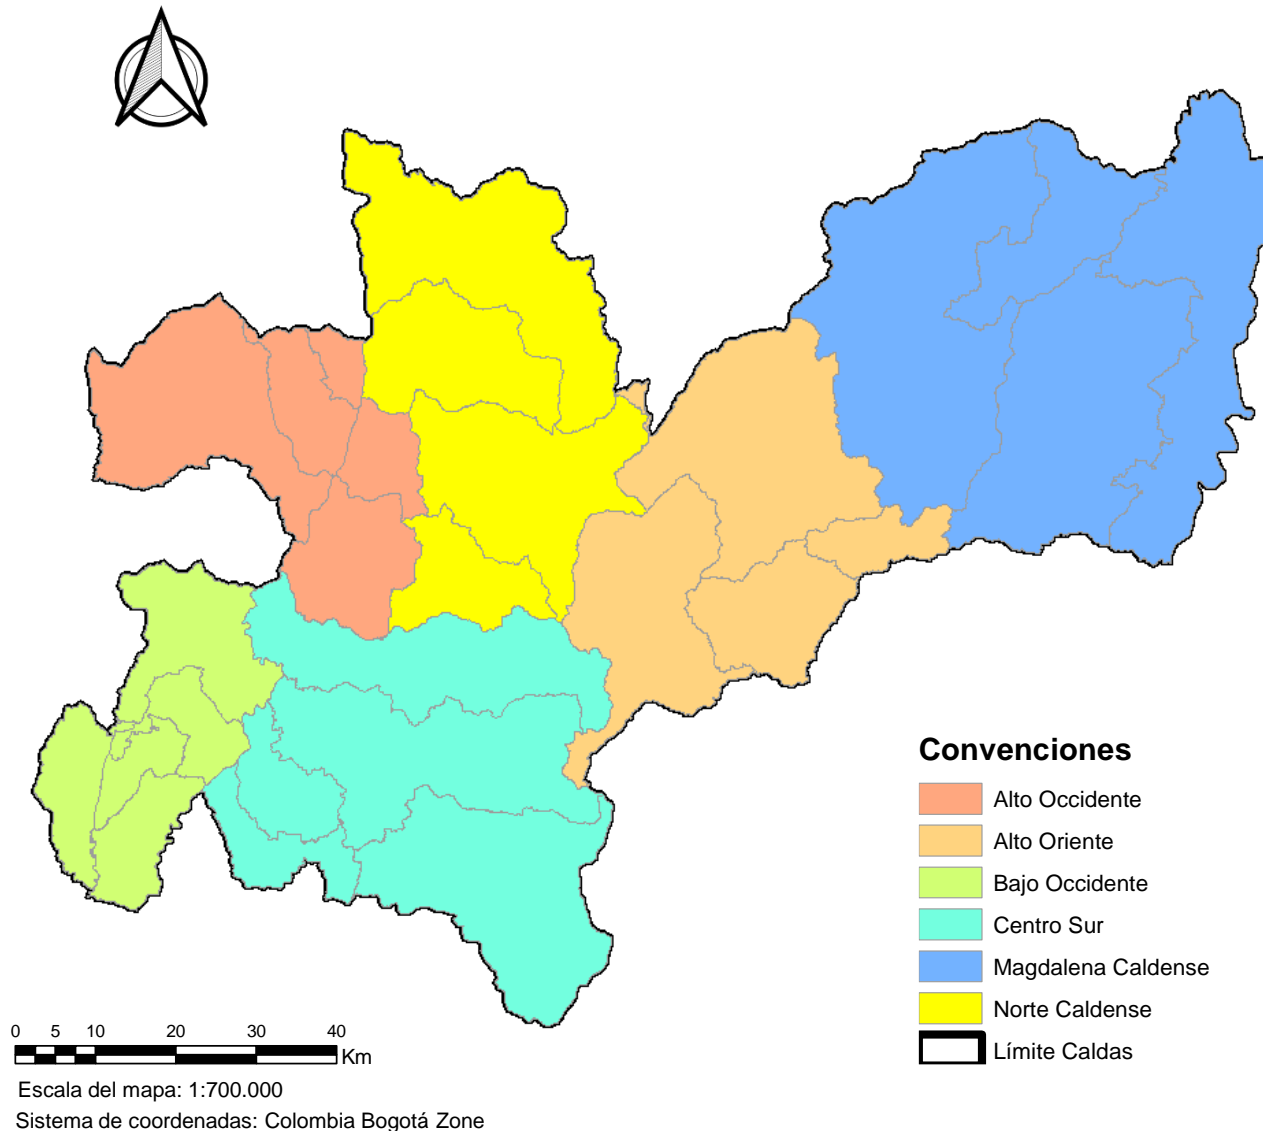 Convenciones
Alto Occidente
Alto Oriente
Bajo Occidente
Centro Sur
Magdalena Caldense
Norte Caldense
Límite Caldas
0 5 10 20 30 40
Km
Escala del mapa: 1:700.000
Sistema de coordenadas: Colombia Bogotá Zone